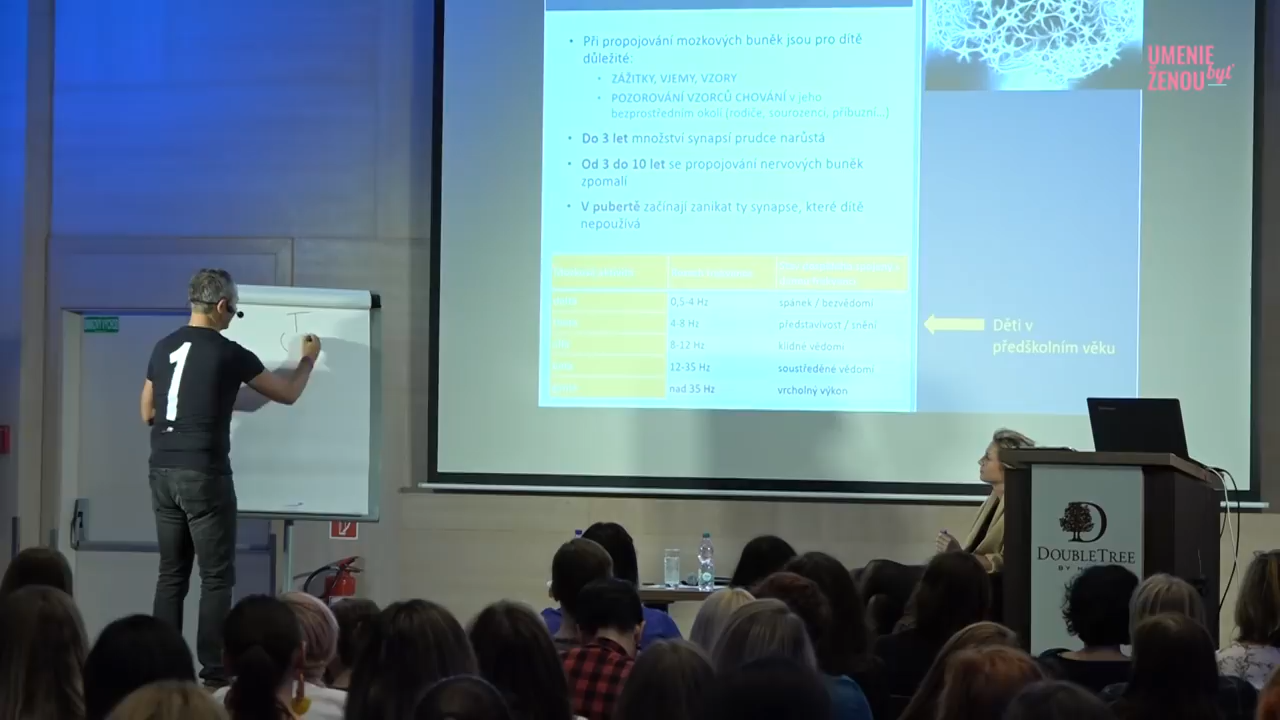 • Při propojování mozkových buněk jsou pro dítě
důležité:
• ZÁŽITKY, VJEMY, VZORY
• POZOROVÁNÍ VZORCŮ CHOVÁNÍ v jeho
bezprostředním okolí (rodiče, sourozenci, příbuzní...)
• Do 3 let množství synapsí prudce narůstá
• Od 3 do 10 let se propojování nervových buněk
zpomalí
• V pubertě začínají zanikat ty synapse, které dítě
nepoužívá
0,5-4 Hz spánek / bezvědomí
4-8 Hz představivost / snění
8-12 Hz klidné vědomí
12-35 Hz soustředěné vědomí
nad 35 Hz vrcholný výkon
Děti v
předškolním věku
UMENIE
byť
ŽENOU
T
1
D
DOUBLETREE